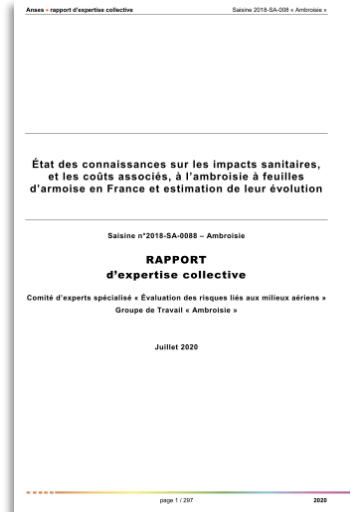 Anses • rapport d'expertise collective Saisine 2018-SA-008 « Ambroisie »
État des connaissances sur les impacts sanitaires,
et les coûts associés, à l'ambroisie à feuilles
d'armoise en France et estimation de leur évolution
Saisine n°2018-SA-0088 – Ambroisie
RAPPORT
d'expertise collective
Comité d'experts spécialisé « Évaluation des risques liés aux milieux aériens »
Groupe de Travail « Ambroisie »
Juillet 2020
page 1 / 297 2020